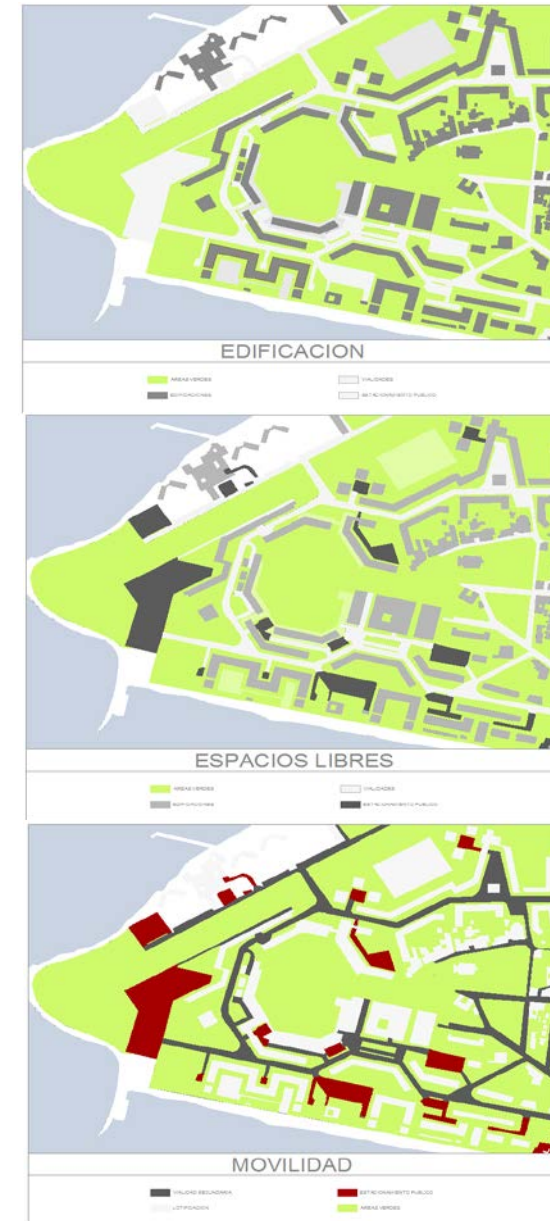 EDIFICACION
AREAS VERDES
VIALIDADES
EDIFICACIONES
ESTACIONAMIENTO PUBLICO
ESPACIOS LIBRES
AREAS VERDES
VIALIDADES
EDIFICACIONES
ESTACIONAMIENTO PUBLICO
MOVILIDAD
VIALIDAD SECUNDARIA
ESTACIONAMIENTO PUBLICO
LOTIFICACION
AREAS VERDES